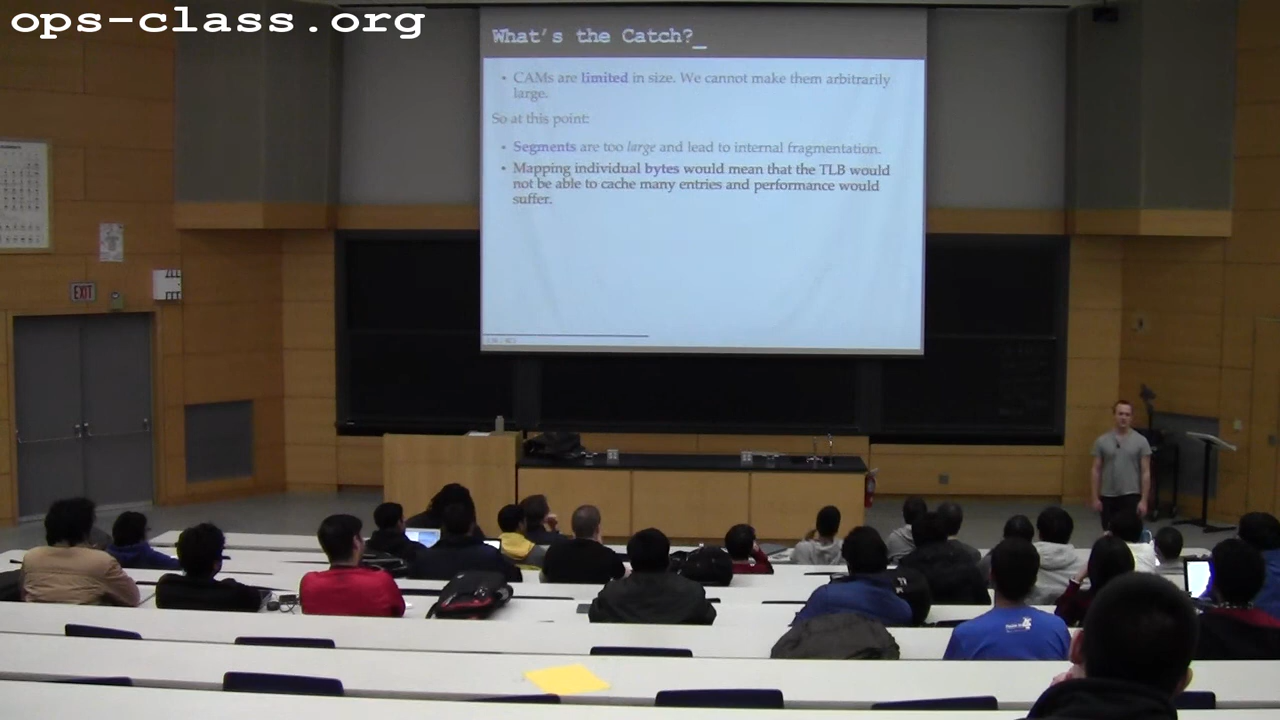 ops-class.org
What's the Catch?_
• CAMs are limited in size. We cannot make them arbitrarily
large.
So at this point:
• Segments are too large and lead to internal fragmentation.
• Mapping individual bytes would mean that the TLB would
not be able to cache many entries and performance would
suffer.
EXIT